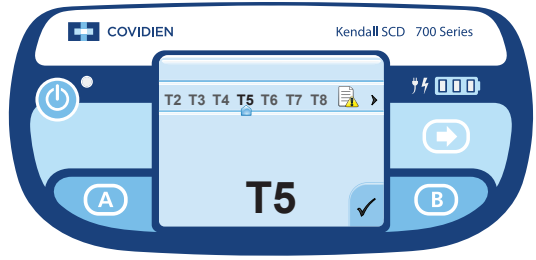 COVIDIEN
Kendall SCD 700 Series
T2 T3 T4 T5 T6 T7 T8
T5
A
B